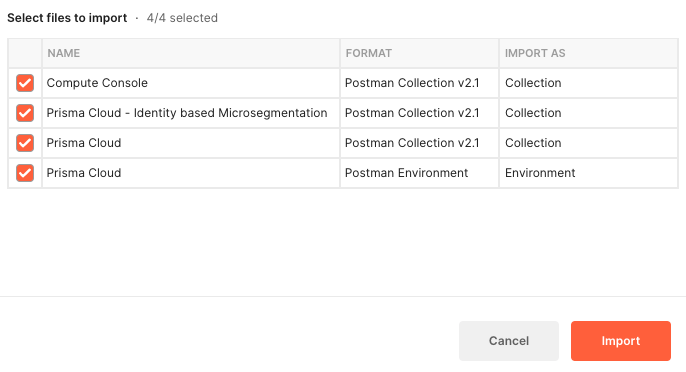 Select files to import · 4/4 selected
NAME FORMAT IMPORT AS
Compute Console Postman Collection v2.1 Collection
Prisma Cloud - Identity based Microsegmentation Postman Collection v2.1 Collection
Prisma Cloud Postman Collection v2.1 Collection
Prisma Cloud Postman Environment Environment
Cancel Import